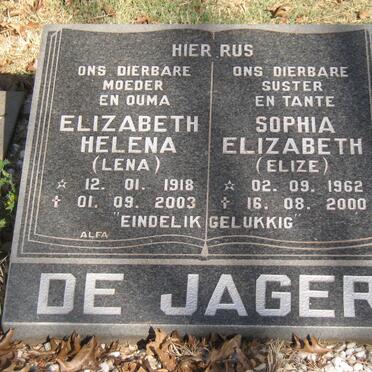 HIER RUS
ONS DIERBARE
MOEDER
EN OUMA
ELIZABETH
HELENA
(LENA)
☆ 12. 01. 1918
✝ 01. 09. 2003
ONS DIERBARE
SUSTER
EN TANTE
SOPHIA
ELIZABETH
(ELIZE)
☆ 02. 09. 1962
✝ 16. 08. 2000
"EINDELIK GELUKKIG"
ALFA
DE JAGER